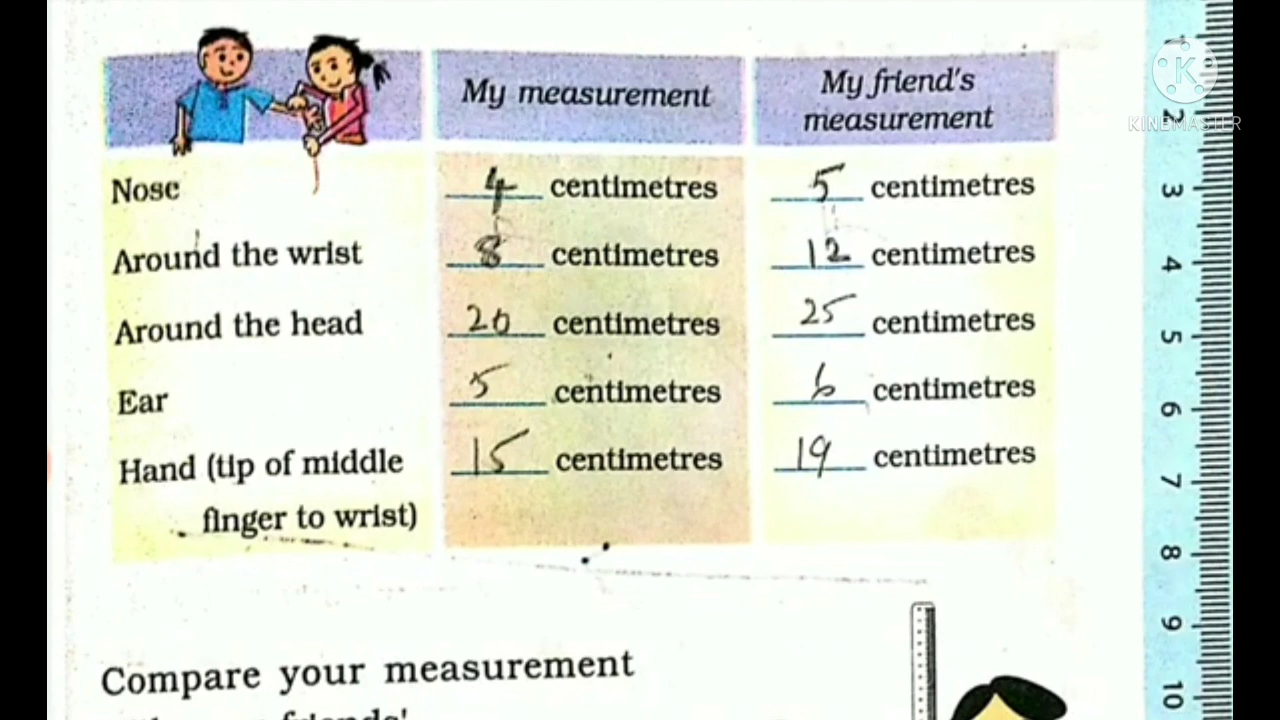 My measurement
My friend's
measurement
Nose 4 centimetres 5 centimetres
Around the wrist 8 centimetres 12 centimetres
Around the head 20 centimetres 25 centimetres
Ear 5 centimetres 6 centimetres
Hand (tip of middle 15 centimetres 19 centimetres
finger to wrist)
Compare your measurement
friends'
K
KINEMASTER
2
3
4
5
6
7
8
9
10